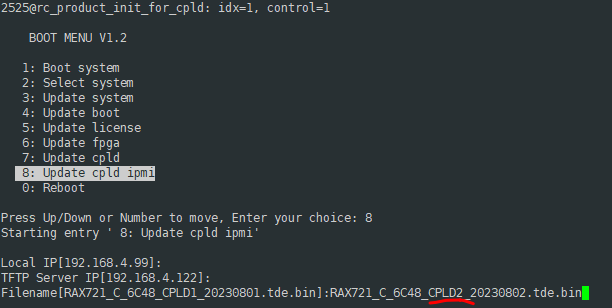 2525@rc_product_init_for_cpld: idx=1, control=1
BOOT MENU V1.2
1: Boot system
2: Select system
3: Update system
4: Update boot
5: Update license
6: Update fpga
7: Update cpld
8: Update cpld ipmi
0: Reboot
Press Up/Down or Number to move, Enter your choice: 8
Starting entry ' 8: Update cpld ipmi'
Local IP[192.168.4.99]:
TFTP Server IP[192.168.4.122]:
Filename[RAX721_C_6C48_CPLD1_20230801.tde.bin]:RAX721_C_6C48_CPLD2_20230802.tde.bin